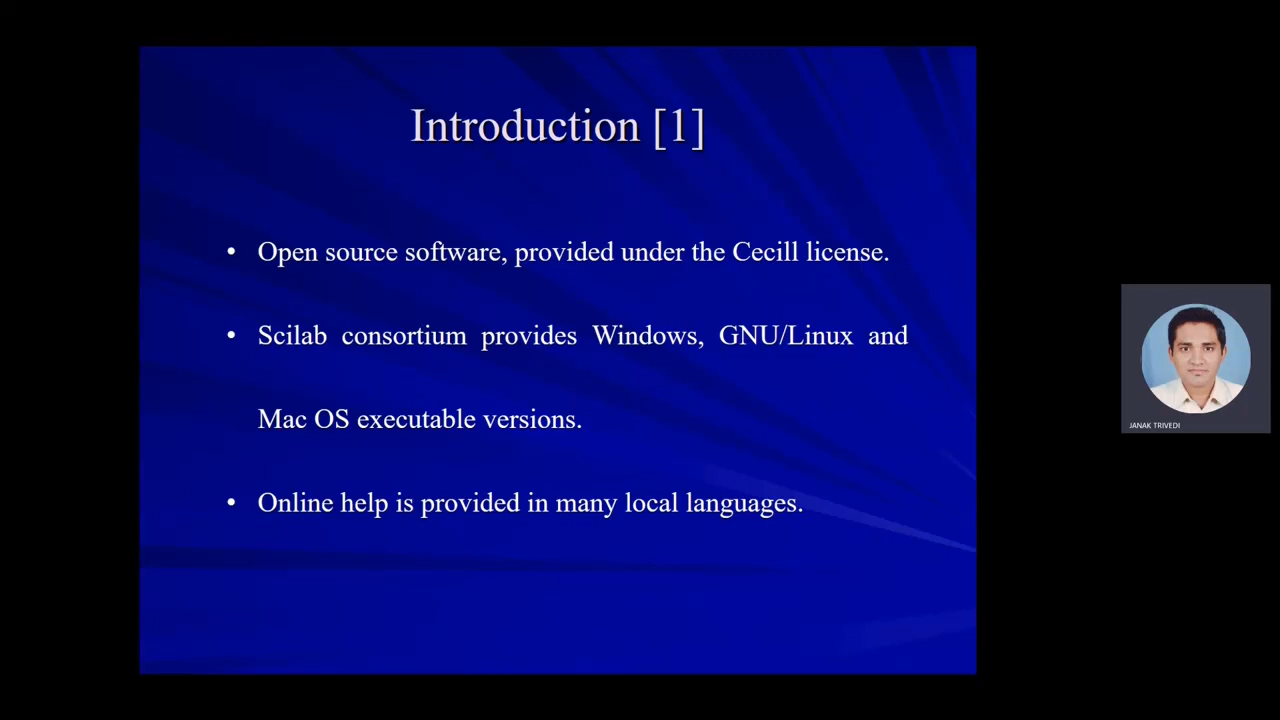 Introduction [1]
• Open source software, provided under the Cecill license.
• Scilab consortium provides Windows, GNU/Linux and
Mac OS executable versions.
• Online help is provided in many local languages.
JANAK TRIVEDI